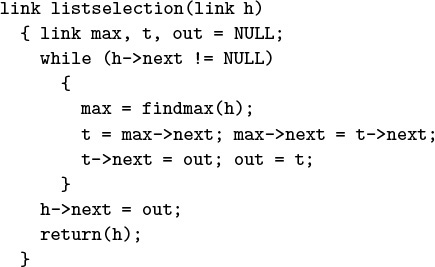 link listselection(link h)
  { link max, t, out = NULL;
    while (h->next != NULL)
      {
        max = findmax(h);
        t = max->next; max->next = t->next;
        t->next = out; out = t;
      }
    h->next = out;
    return(h);
  }